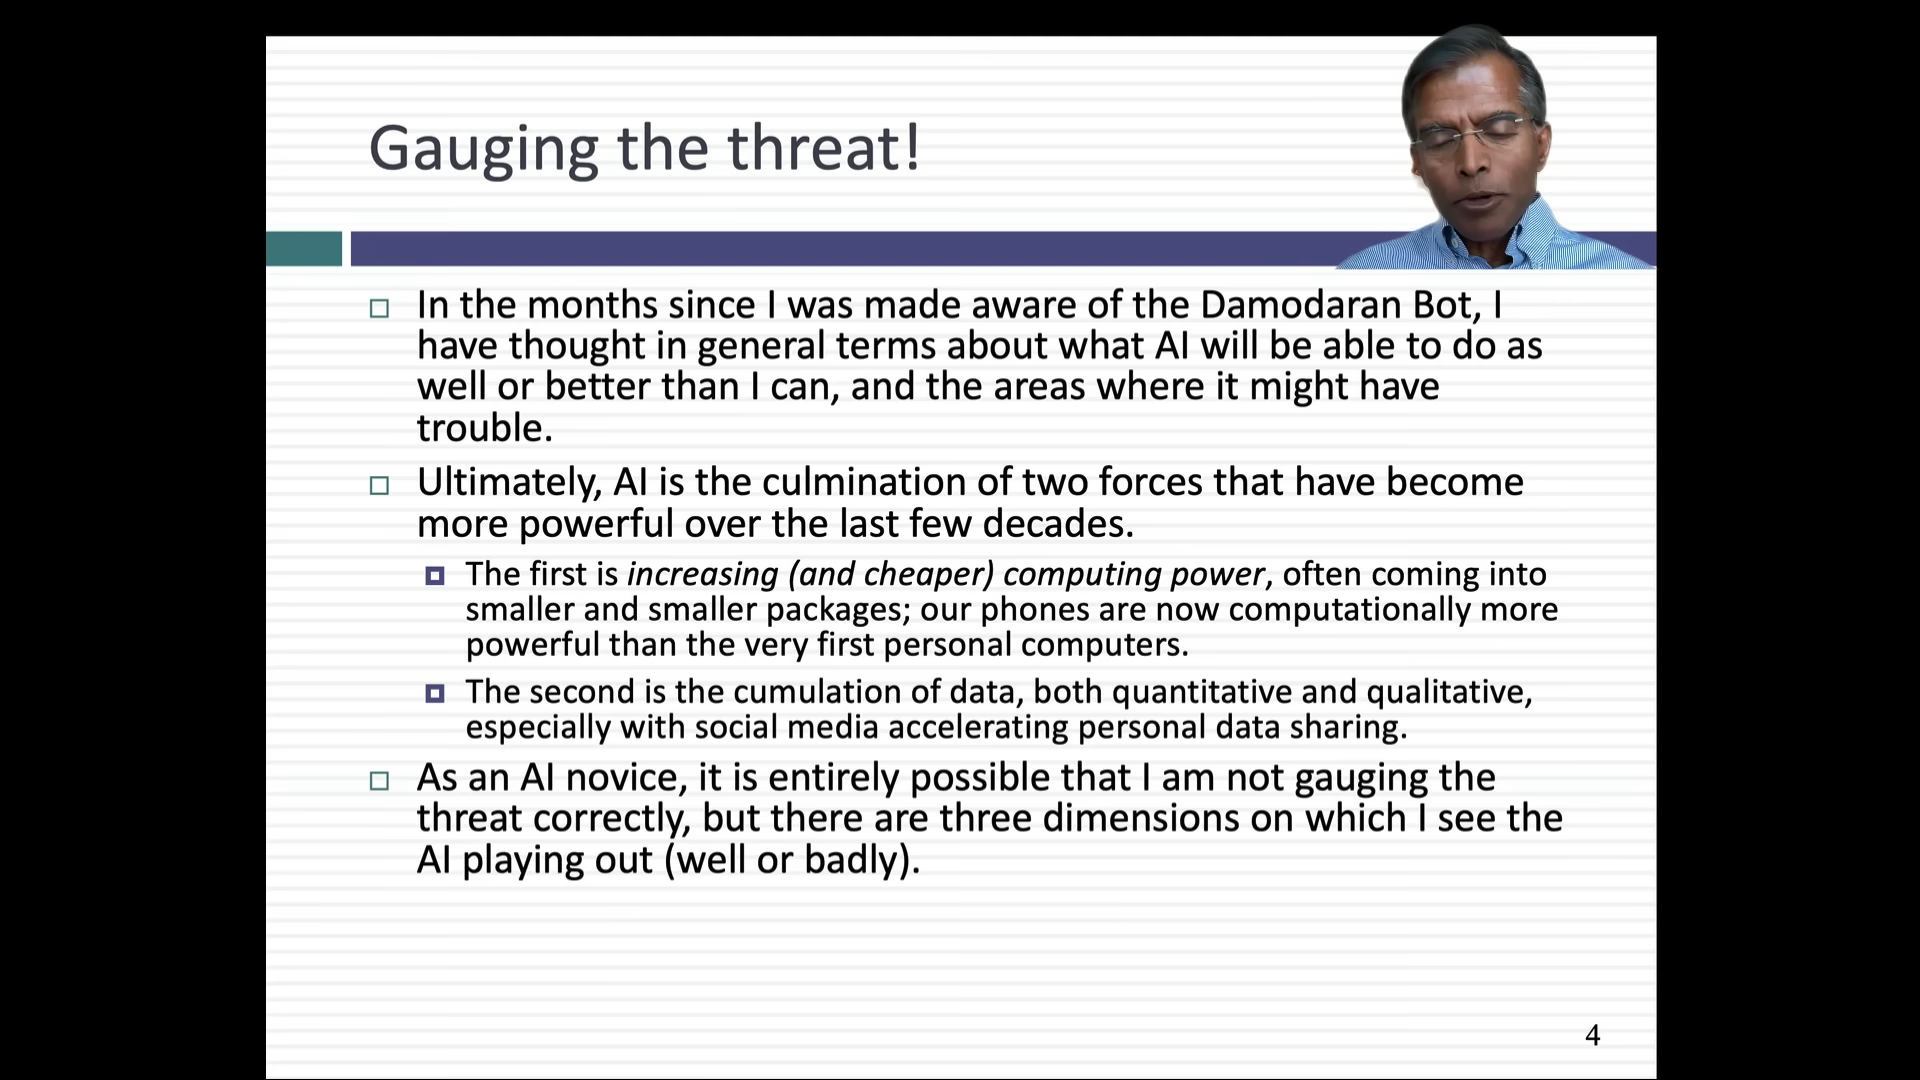 Gauging the threat!
In the months since I was made aware of the Damodaran Bot, I
have thought in general terms about what AI will be able to do as
well or better than I can, and the areas where it might have
trouble.
Ultimately, AI is the culmination of two forces that have become
more powerful over the last few decades.
The first is increasing (and cheaper) computing power, often coming into
smaller and smaller packages; our phones are now computationally more
powerful than the very first personal computers.
The second is the cumulation of data, both quantitative and qualitative,
especially with social media accelerating personal data sharing.
As an AI novice, it is entirely possible that I am not gauging the
threat correctly, but there are three dimensions on which I see the
AI playing out (well or badly).
4